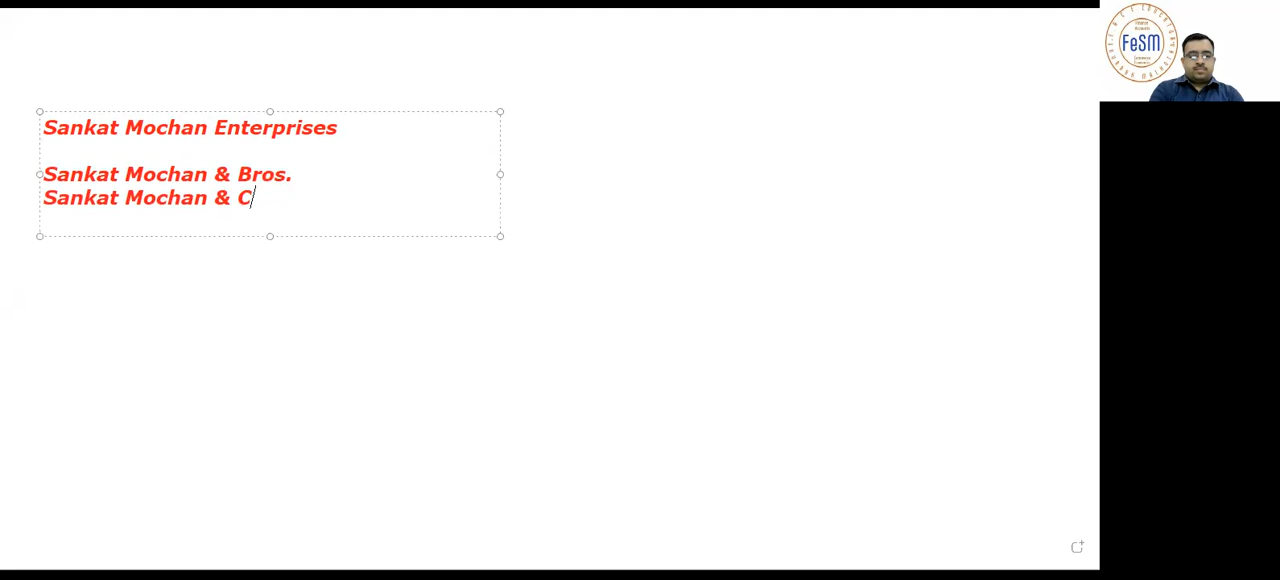 Sankat Mochan Enterprises
Sankat Mochan & Bros.
Sankat Mochan & C
FeSM